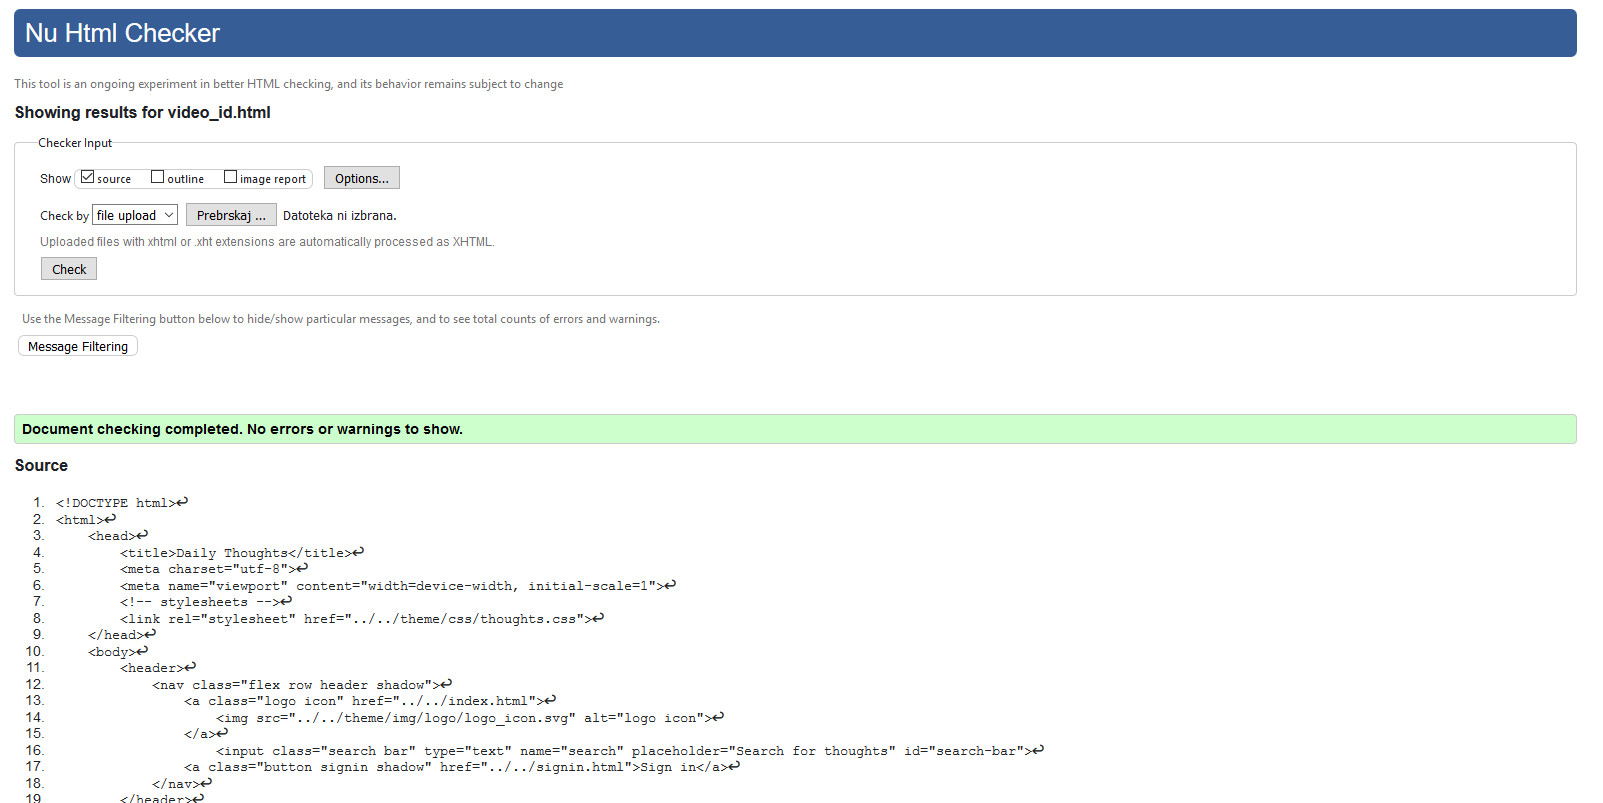 Nu Html Checker
This tool is an ongoing experiment in better HTML checking, and its behavior remains subject to change
Showing results for video_id.html
Checker Input
Show source outline image report Options...
Check by file upload Prebrskaj ... Datoteka ni izbrana.
Uploaded files with xhtml or .xht extensions are automatically processed as XHTML.
Check
Use the Message Filtering button below to hide/show particular messages, and to see total counts of errors and warnings.
Message Filtering
Document checking completed. No errors or warnings to show.
Source
1. <!DOCTYPE html>↩
2. <html>↩
3. <head>↩
4. <title>Daily Thoughts</title>↩
5. <meta charset="utf-8">↩
6. <meta name="viewport" content="width=device-width, initial-scale=1">↩
7. <!-- stylesheets -->↩
8. <link rel="stylesheet" href="../../theme/css/thoughts.css">↩
9. </head>↩
10. <body>↩
11. <header>↩
12. <nav class="flex row header shadow">↩
13. <a class="logo icon" href="../../index.html">↩
14. <img src="../../theme/img/logo/logo_icon.svg" alt="logo icon">↩
15. </a>↩
16. <input class="search bar" type="text" name="search" placeholder="Search for thoughts" id="search-bar">↩
17. <a class="button signin shadow" href="../../signin.html">Sign in</a>↩
18. </nav>↩
19 </header>↩